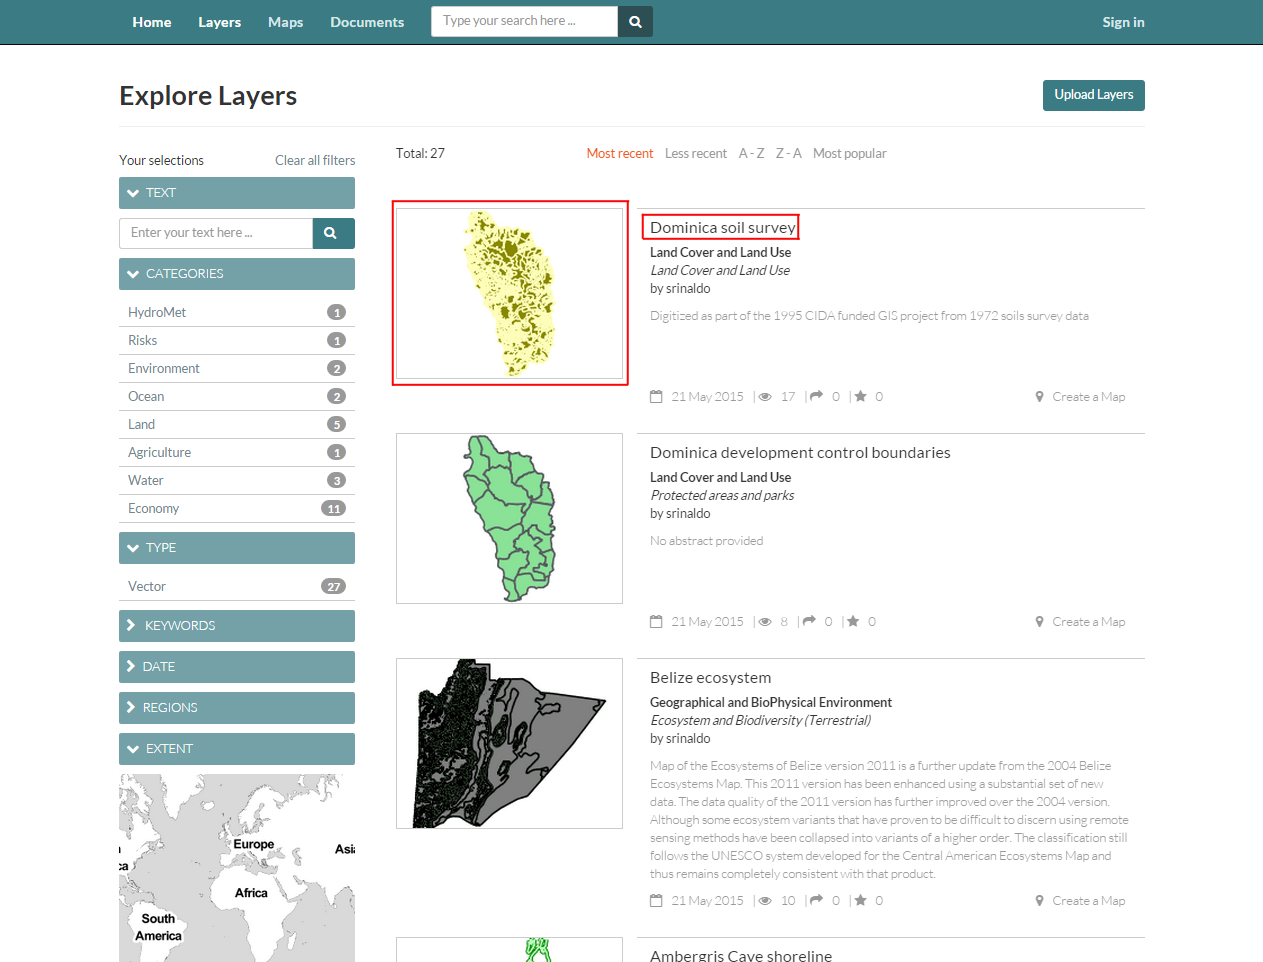 Home Layers Maps Documents Type your search here ... Sign in
Explore Layers
Upload Layers
Your selections Clear all filters
TEXT
Enter your text here ...
CATEGORIES
HydroMet 1
Risks 1
Environment 2
Ocean 2
Land 5
Agriculture 1
Water 3
Economy 11
TYPE
Vector 27
KEYWORDS
DATE
REGIONS
EXTENT
Europe
Asi
ca
Africa
South
America
Total: 27 Most recent Less recent A - Z Z - A Most popular
Dominica soil survey
Land Cover and Land Use
Land Cover and Land Use
by srinaldo
Digitized as part of the 1995 CIDA funded GIS project from 1972 soils survey data
21 May 2015 | 17 | 0 | 0 Create a Map
Dominica development control boundaries
Land Cover and Land Use
Protected areas and parks
by srinaldo
No abstract provided
21 May 2015 | 8 | 0 | 0 Create a Map
Belize ecosystem
Geographical and BioPhysical Environment
Ecosystem and Biodiversity (Terrestrial)
by srinaldo
Map of the Ecosystems of Belize version 2011 is a further update from the 2004 Belize
Ecosystems Map. This 2011 version has been enhanced using a substantial set of new
data. The data quality of the 2011 version has further improved over the 2004 version.
Although some ecosystem variants that have proven to be difficult to discern using remote
sensing methods have been collapsed into variants of a higher order. The classification still
follows the UNESCO system developed for the Central American Ecosystems Map and
thus remains completely consistent with that product.
21 May 2015 | 10 | 0 | 0 Create a Map
Ambergris Cave shoreline